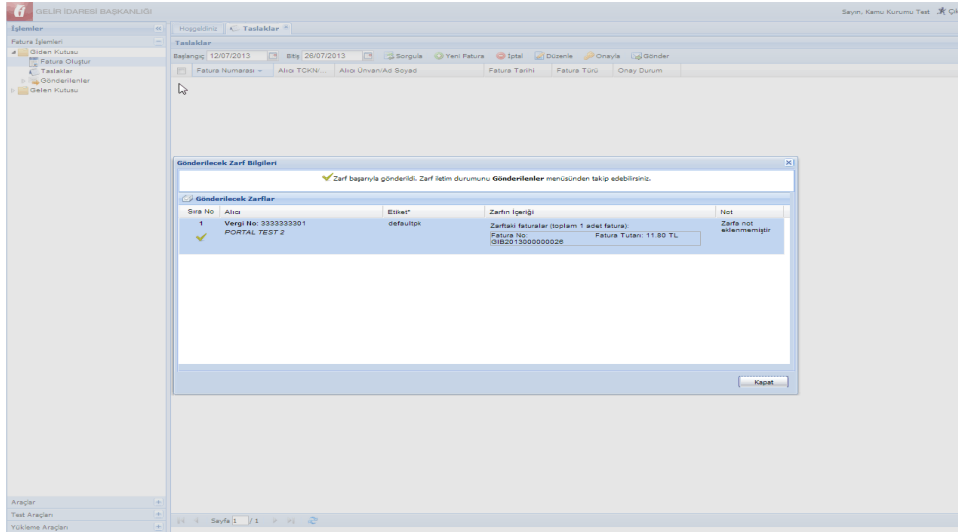 GELİR İDARESİ BAŞKANLIĞI
Sayın, Kamu Kurumu Test Çık
İşlemler
Hoşgeldiniz Taslaklar
Fatura İşlemleri
Taslaklar
Giden Kutusu
Fatura Oluştur
Taslaklar
Gönderilenler
Gelen Kutusu
Başlangıç 12/07/2013 Bitiş 26/07/2013 Sorgula Yeni Fatura İptal Düzenle Onayla Gönder
Fatura Numarası Alıcı TCKN/... Alıcı Ünvan/Ad Soyad Fatura Tarihi Fatura Türü Onay Durum
Gönderilecek Zarf Bilgileri
Zarf başarıyla gönderildi. Zarf iletim durumunu Gönderilenler menüsünden takip edebilirsiniz.
Gönderilecek Zarflar
Sıra No Alıcı Etiket* Zarfın İçeriği Not
1 Vergi No: 3333333301 defaultpk Zarftaki faturalar (toplam 1 adet fatura): Zarfa not
PORTAL TEST 2 Fatura No: Fatura Tutarı: 11.80 TL eklenmemiştir
GIB2013000000026
Kapat
Araçlar
Test Araçları
Yükleme Araçları
Sayfa 1 / 1